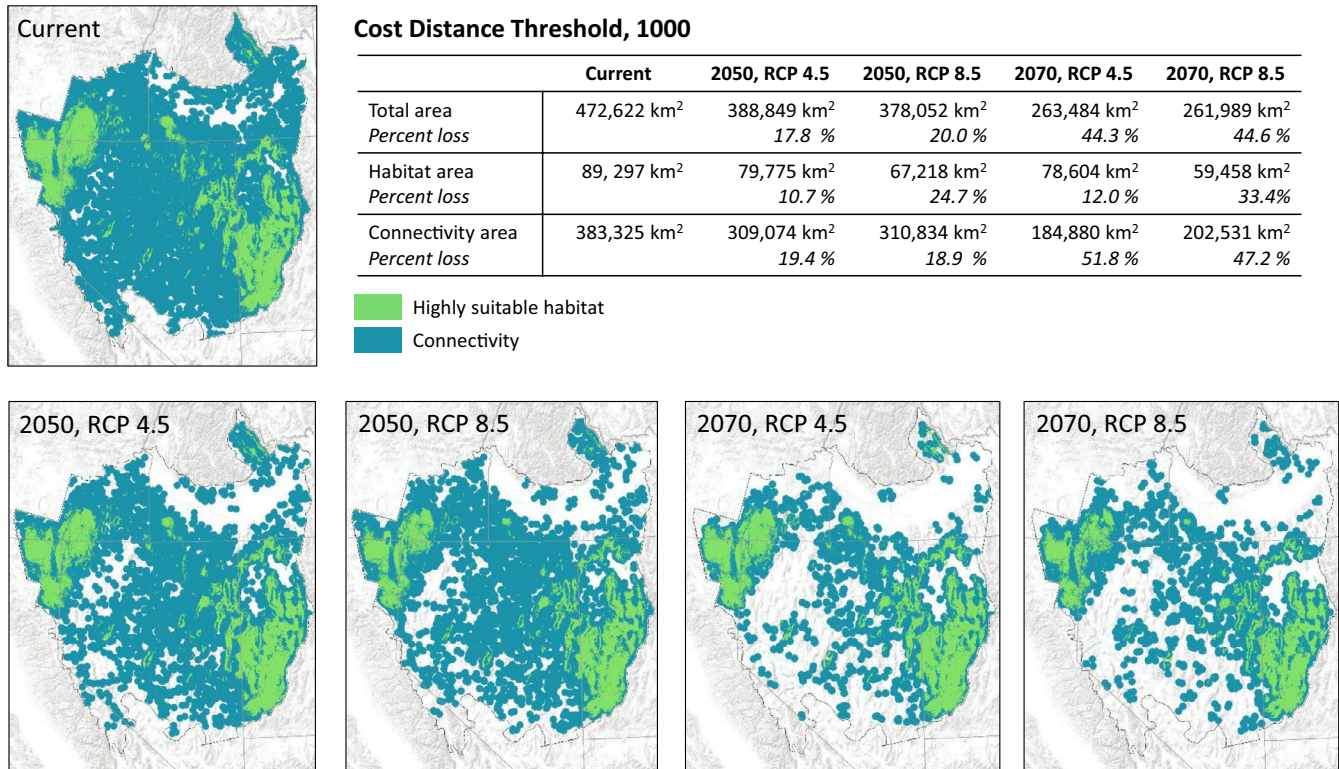 Current
Cost Distance Threshold, 1000
Current 2050, RCP 4.5 2050, RCP 8.5 2070, RCP 4.5 2070, RCP 8.5
Total area 472,622 km² 388,849 km² 378,052 km² 263,484 km² 261,989 km²
Percent loss 17.8 % 20.0 % 44.3 % 44.6 %
Habitat area 89, 297 km² 79,775 km² 67,218 km² 78,604 km² 59,458 km²
Percent loss 10.7 % 24.7 % 12.0 % 33.4%
Connectivity area 383,325 km² 309,074 km² 310,834 km² 184,880 km² 202,531 km²
Percent loss 19.4 % 18.9 % 51.8 % 47.2 %
Highly suitable habitat
Connectivity
2050, RCP 4.5
2050, RCP 8.5
2070, RCP 4.5
2070, RCP 8.5